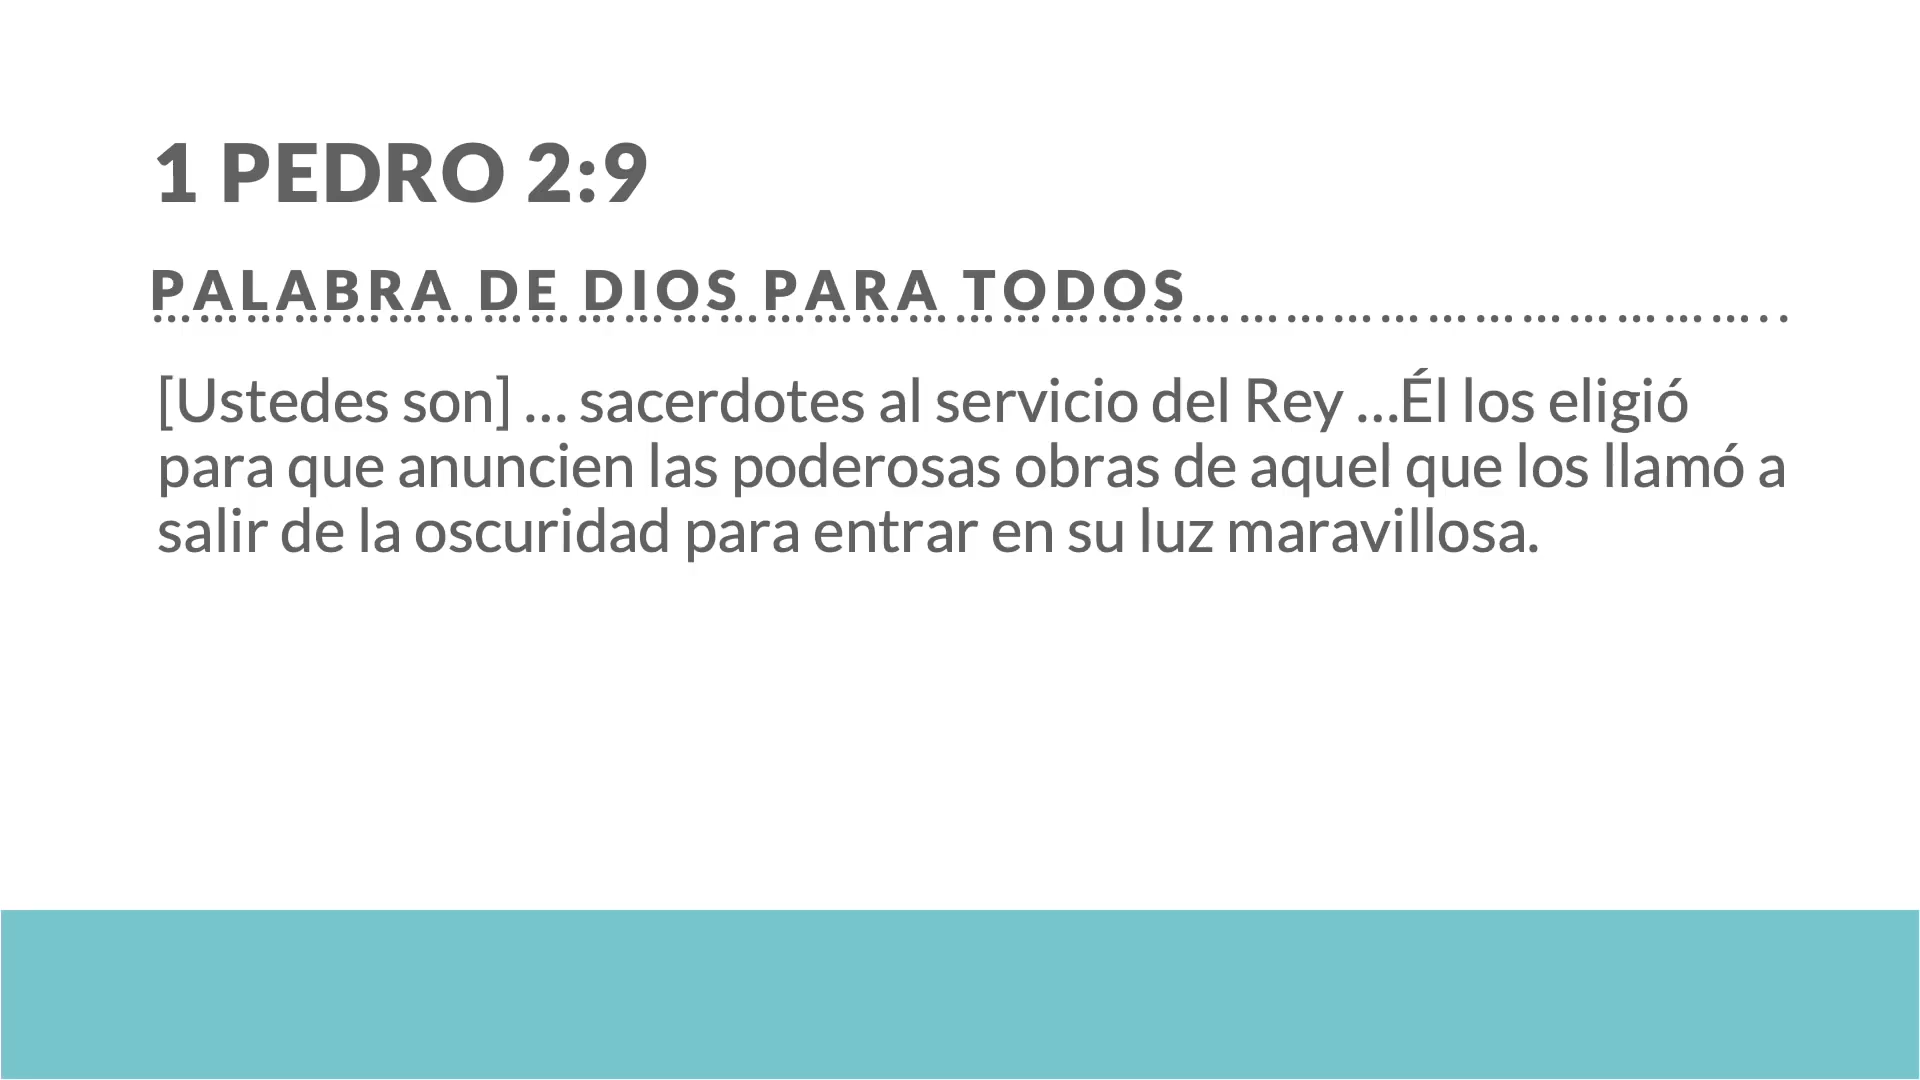 1 PEDRO 2:9
PALABRA DE DIOS PARA TODOS
[Ustedes son] ... sacerdotes al servicio del Rey ...Él los eligió
para que anuncien las poderosas obras de aquel que los llamó a
salir de la oscuridad para entrar en su luz maravillosa.